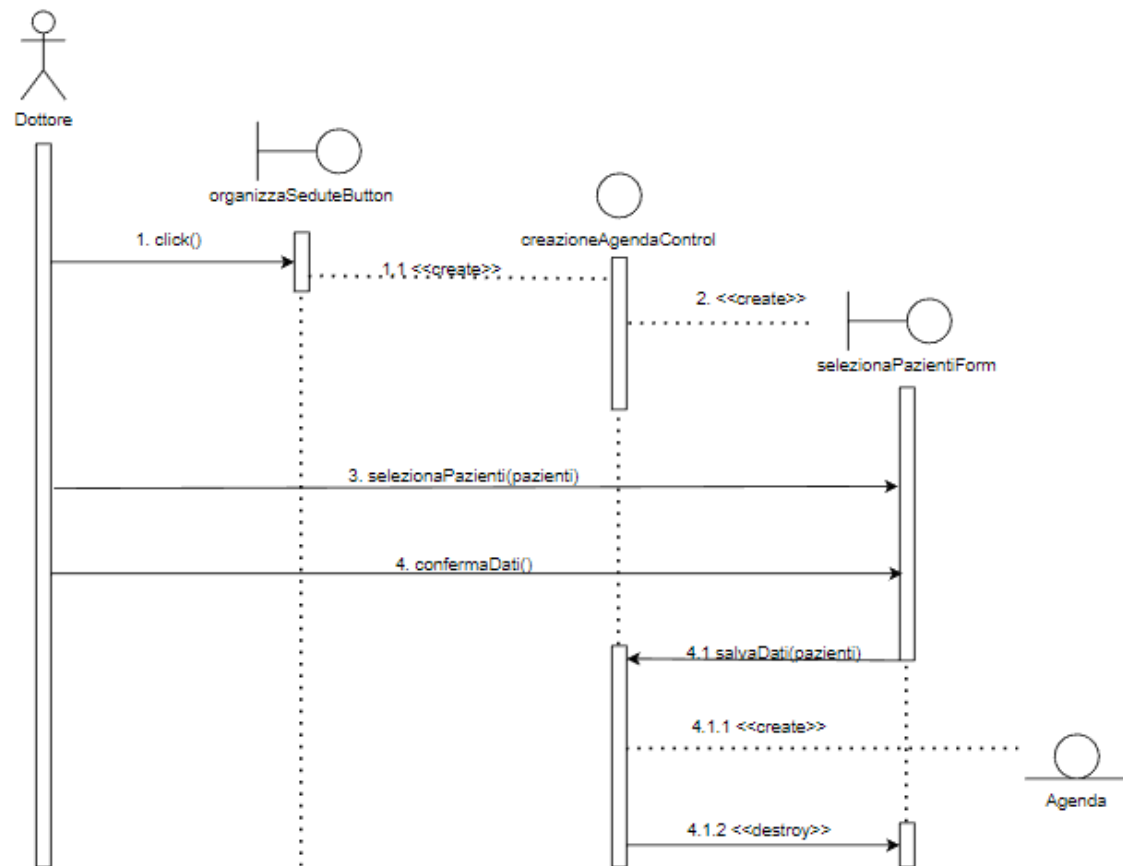 Dottore
organizzaSeduteButton
creazioneAgendaControl
1. click()
1.1 <<create>>
2. <<create>>
selezionaPazientiForm
3. selezionaPazienti(pazienti)
4. confermaDati()
4.1 salvaDati(pazienti)
4.1.1 <<create>>
Agenda
4.1.2 <<destroy>>